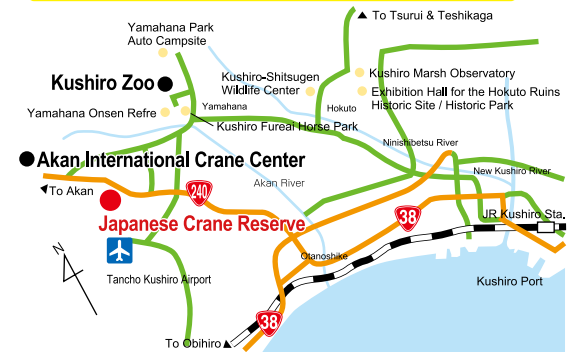 ▲ To Tsurui & Teshikaga
Yamahana Park
Auto Campsite
Kushiro Zoo
Kushiro-Shitsugen
Wildlife Center
Kushiro Marsh Observatory
Exhibition Hall for the Hokuto Ruins
Historic Site / Historic Park
Yamahana
Hokuto
Yamahana Onsen Refre
Kushiro Fureai Horse Park
Ninishibetsu River
Akan International Crane Center
New Kushiro River
To Akan
240
Akan River
Japanese Crane Reserve
38
JR Kushiro Sta.
N
Otanoshike
Tancho Kushiro Airport
Kushiro Port
38
To Obihiro ▲